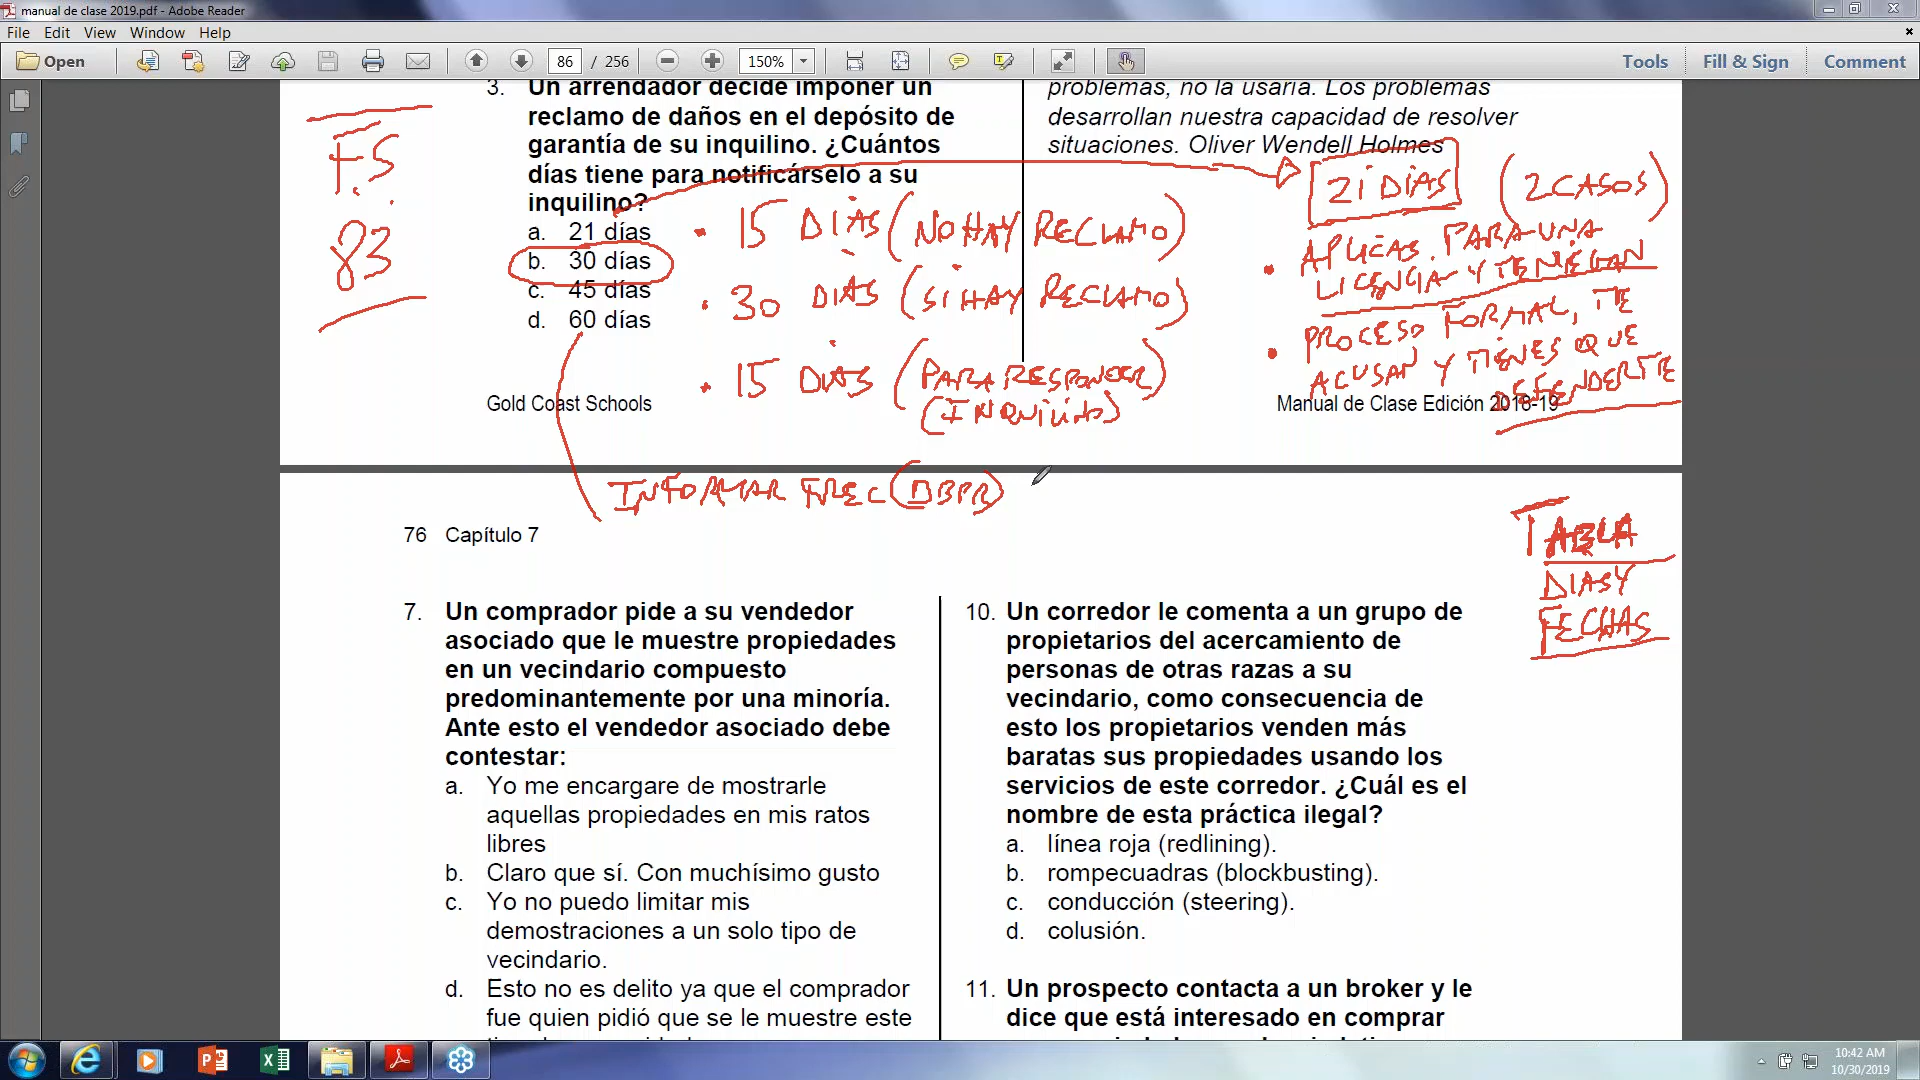 manual de clase 2019.pdf - Adobe Reader
File Edit View Window Help
Open 86 / 256 150% Tools Fill & Sign Comment
3. Un arrendador decide imponer un
reclamo de daños en el depósito de
garantía de su inquilino. ¿Cuántos
días tiene para notificárselo a su
inquilino?
a. 21 días
b. 30 días
c. 45 días
d. 60 días
problemas, no la usaría. Los problemas
desarrollan nuestra capacidad de resolver
situaciones. Oliver Wendell Holmes
F.S.
83
• 15 DIAS (NO HAY RECLAMO)
• 30 DIAS (SI HAY RECLAMO)
• 15 DIAS (PARA RESPONDER)
(INQUILINO)
21 DIAS (2 CASOS)
• APLICAS PARA UNA
LICENCIA Y TE NIEGAN
• PROCESO FORMAL, TE
ACUSAN Y TIENES QUE
DEFENDERTE
Gold Coast Schools
Manual de Clase Edición 2018-19
INFORMAR FREC (DBPR)
76 Capítulo 7
TABLA
DIAS Y
FECHAS
7. Un comprador pide a su vendedor
asociado que le muestre propiedades
en un vecindario compuesto
predominantemente por una minoría.
Ante esto el vendedor asociado debe
contestar:
a. Yo me encargare de mostrarle
aquellas propiedades en mis ratos
libres
b. Claro que sí. Con muchísimo gusto
c. Yo no puedo limitar mis
demostraciones a un solo tipo de
vecindario.
d. Esto no es delito ya que el comprador
fue quien pidió que se le muestre este
10. Un corredor le comenta a un grupo de
propietarios del acercamiento de
personas de otras razas a su
vecindario, como consecuencia de
esto los propietarios venden más
baratas sus propiedades usando los
servicios de este corredor. ¿Cuál es el
nombre de esta práctica ilegal?
a. línea roja (redlining).
b. rompecuadras (blockbusting).
c. conducción (steering).
d. colusión.
11. Un prospecto contacta a un broker y le
dice que está interesado en comprar
10:42 AM
10/30/2019